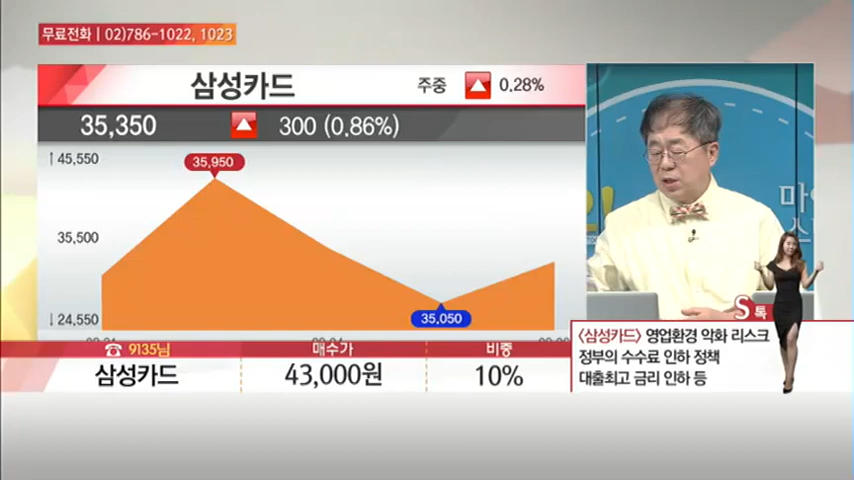 무료전화 | 02)786-1022, 1023
삼성카드
주중
0.28%
35,350
300 (0.86%)
45,550
35,950
35,500
24,550
35,050
9135님
매수가
비중
삼성카드
43,000원
10%
마
S톡
<삼성카드> 영업환경 악화 리스크
정부의 수수료 인하 정책
대출최고 금리 인하 등